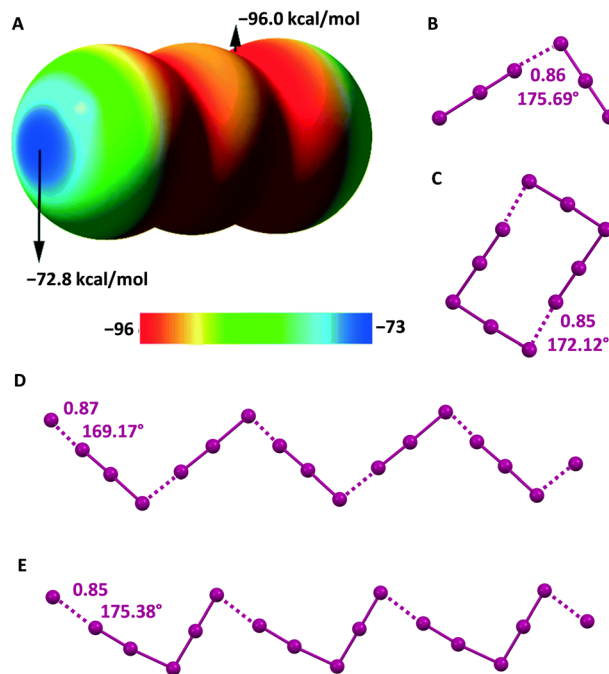 A
−96.0 kcal/mol
−72.8 kcal/mol
−96
−73
B
0.86
175.69°
C
0.85
172.12°
D
0.87
169.17°
E
0.85
175.38°